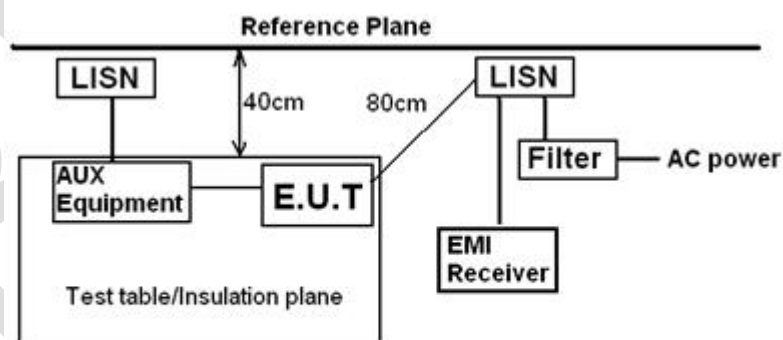 Reference Plane
LISN
40cm
80cm
LISN
Filter
AC power
AUX
Equipment
E.U.T
EMI
Receiver
Test table/Insulation plane